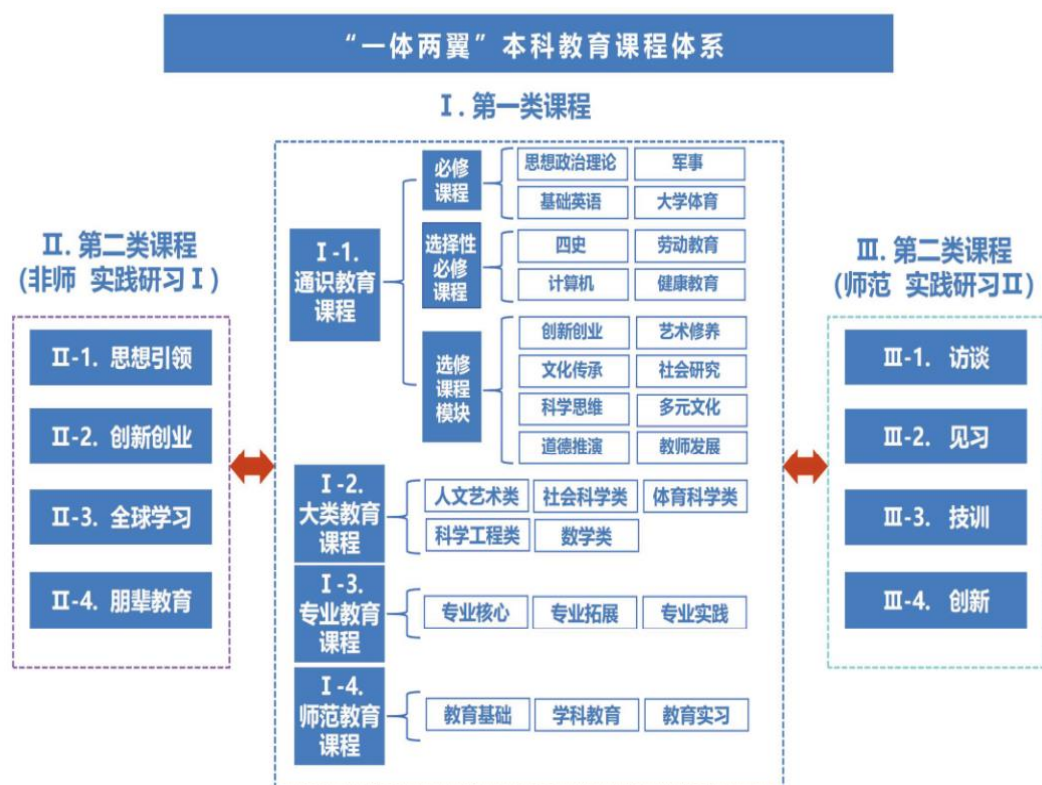 “一体两翼”本科教育课程体系
Ⅰ. 第一类课程
Ⅱ. 第二类课程
(非师 实践研习Ⅰ)
Ⅱ-1. 思想引领
Ⅱ-2. 创新创业
Ⅱ-3. 全球学习
Ⅱ-4. 朋辈教育
Ⅰ-1.
通识教育
课程
必修
课程
思想政治理论
军事
基础英语
大学体育
选择性
必修
课程
四史
劳动教育
计算机
健康教育
选修
课程
模块
创新创业
艺术修养
文化传承
社会研究
科学思维
多元文化
道德推演
教师发展
Ⅰ-2.
大类教育
课程
人文艺术类
社会科学类
体育科学类
科学工程类
数学类
Ⅰ-3.
专业教育
课程
专业核心
专业拓展
专业实践
Ⅰ-4.
师范教育
课程
教育基础
学科教育
教育实习
Ⅲ. 第二类课程
(师范 实践研习Ⅱ)
Ⅲ-1. 访谈
Ⅲ-2. 见习
Ⅲ-3. 技训
Ⅲ-4. 创新